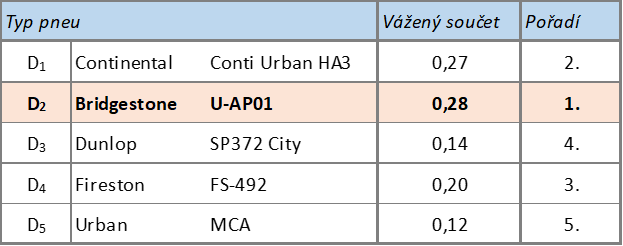 Typ pneu Vážený součet Pořadí
D₁ Continental Conti Urban HA3 0,27 2.
D₂ Bridgestone U-AP01 0,28 1.
D₃ Dunlop SP372 City 0,14 4.
D₄ Fireston FS-492 0,20 3.
D₅ Urban MCA 0,12 5.